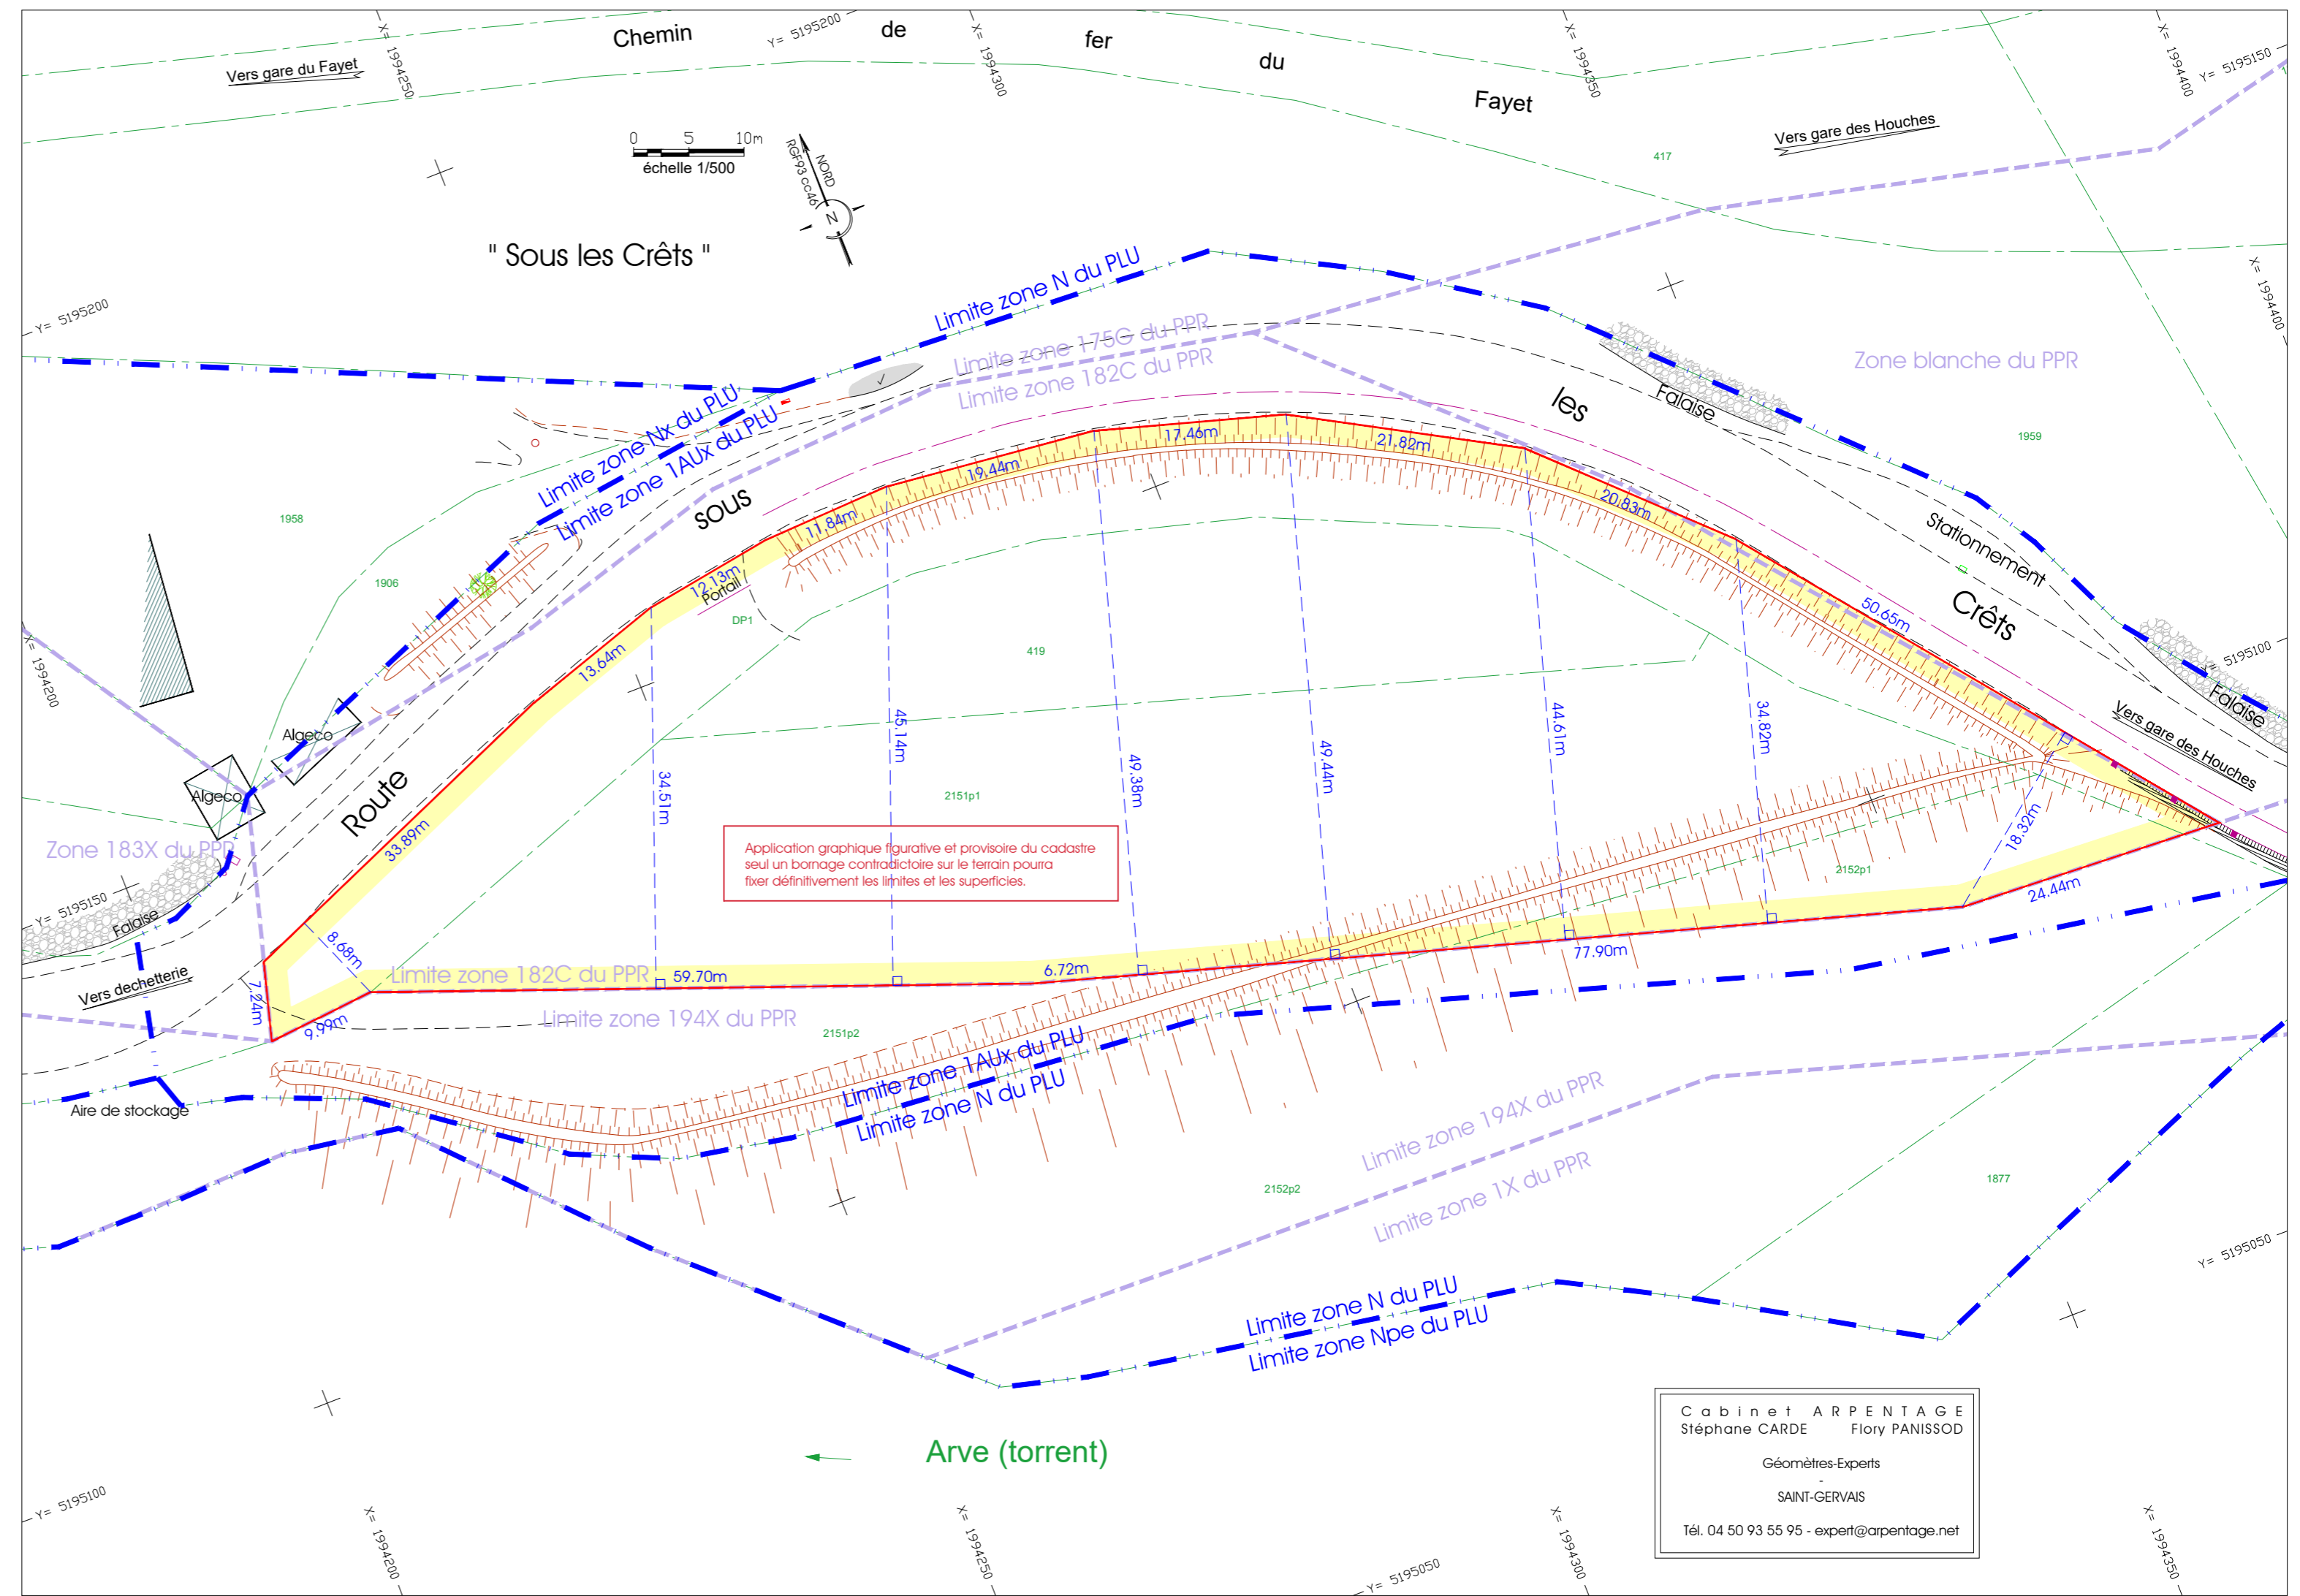 Chemin
de
fer
du
Fayet
X= 1994250
Y= 5195200
X= 1994300
X= 1994350
X= 1994400
Y= 5195150
Vers gare du Fayet
Vers gare des Houches
0 5 10m
échelle 1/500
NORD
RGF93 cc46
N
417
" Sous les Crêts "
Limite zone N du PLU
X= 1994400
Y= 5195200
Limite zone 175G du PPR
Limite zone 182C du PPR
Zone blanche du PPR
Limite zone Nx du PLU
Limite zone 1AUx du PLU
les
Falaise
1959
17.46m
21.82m
19.44m
11.84m
20.83m
sous
1958
Stationnement
1906
12.13m
Portail
DP1
Crêts
50.65m
419
13.64m
X= 1994200
Y= 5195100
Falaise
Vers gare des Houches
Algeco
Algeco
45.14m
44.61m
34.82m
49.44m
49.38m
34.51m
2151p1
Route
33.89m
18.32m
Zone 183X du PPR
Application graphique figurative et provisoire du cadastre
seul un bornage contradictoire sur le terrain pourra
fixer définitivement les limites et les superficies.
2152p1
24.44m
Y= 5195150
Falaise
8.68m
77.90m
Vers dechetterie
Limite zone 182C du PPR
59.70m
6.72m
7.24m
9.99m
Limite zone 194X du PPR
2151p2
Limite zone 1AUx du PLU
Limite zone N du PLU
Aire de stockage
Limite zone 194X du PPR
Limite zone 1X du PPR
2152p2
1877
Y= 5195050
Limite zone N du PLU
Limite zone Npe du PLU
Arve (torrent)
Cabinet ARPENTAGE
Stéphane CARDE Flory PANISSOD
Géomètres-Experts
-
SAINT-GERVAIS
Tél. 04 50 93 55 95 - expert@arpentage.net
Y= 5195100
X= 1994200
X= 1994250
Y= 5195050
X= 1994300
X= 1994350